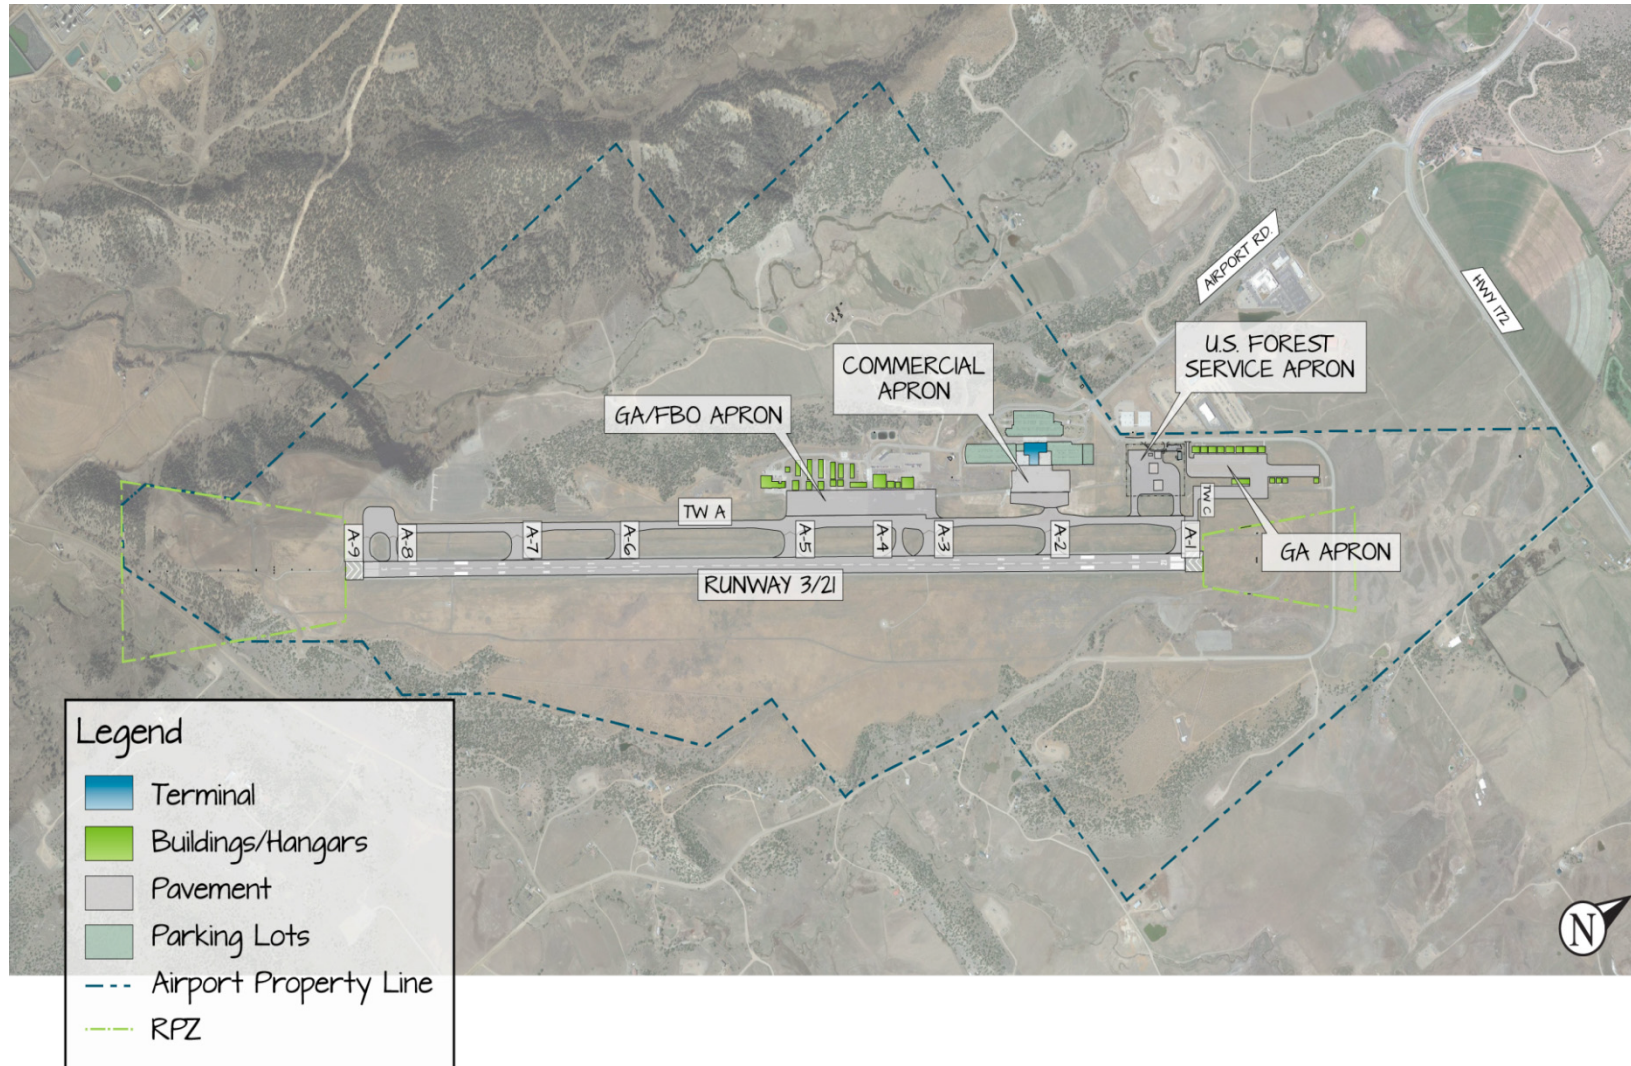 AIRPORT RD.
HWY 172
U.S. FOREST
SERVICE APRON
COMMERCIAL
APRON
GA/FBO APRON
TW A
TW C
A-9
A-8
A-7
A-6
A-5
A-4
A-3
A-2
A-1
GA APRON
RUNWAY 3/21
Legend
Terminal
Buildings/Hangars
Pavement
Parking Lots
Airport Property Line
RPZ
N